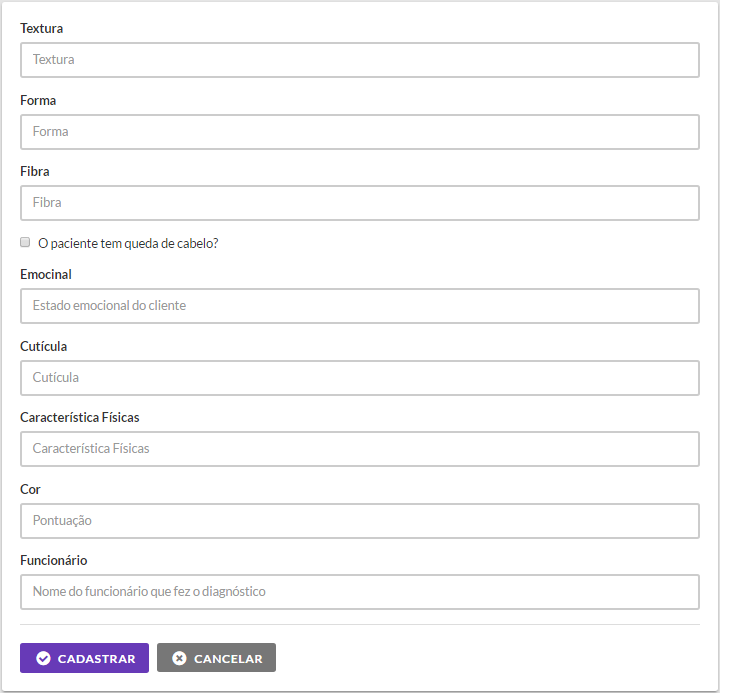 Textura
Textura
Forma
Forma
Fibra
Fibra
O paciente tem queda de cabelo?
Emocinal
Estado emocional do cliente
Cutícula
Cutícula
Característica Físicas
Característica Físicas
Cor
Pontuação
Funcionário
Nome do funcionário que fez o diagnóstico
CADASTRAR CANCELAR